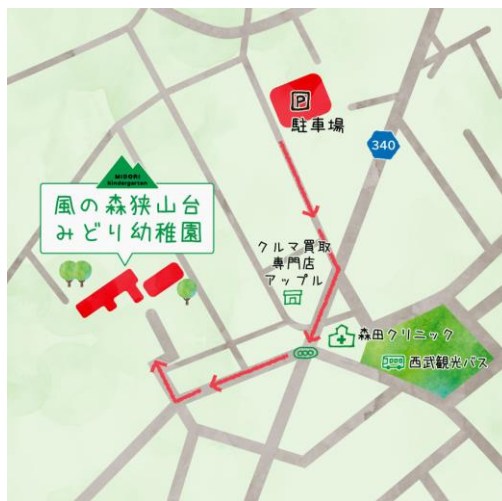 P
駐車場
340
MIDORI
Kindergarten
風の森狭山台
みどり幼稚園
クルマ買取
専門店
アップル
森田クリニック
西武観光バス